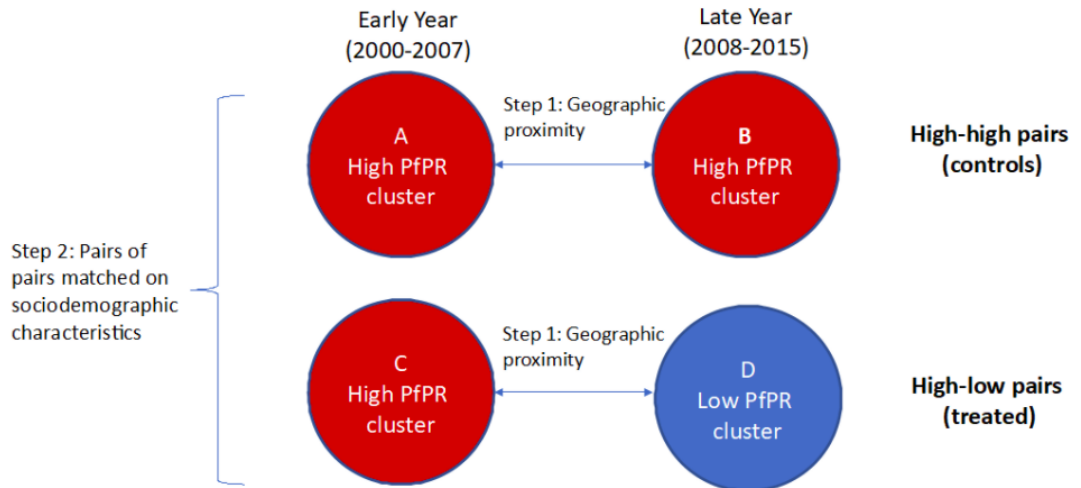 Early Year
(2000-2007)
Late Year
(2008-2015)
Step 1: Geographic
proximity
A
High PfPR
cluster
B
High PfPR
cluster
High-high pairs
(controls)
Step 2: Pairs of
pairs matched on
sociodemographic
characteristics
Step 1: Geographic
proximity
C
High PfPR
cluster
D
Low PfPR
cluster
High-low pairs
(treated)